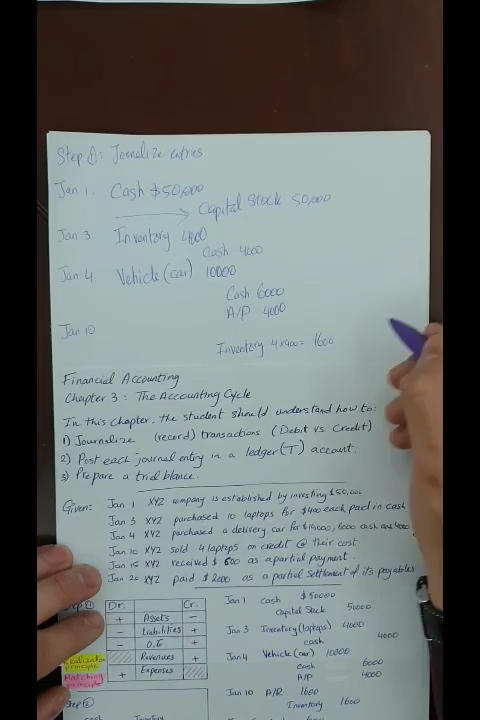 Step ①: Jornalize entries
Jan 1. Cash $50,000
Capital Stock 50,000
Jan 3. Inventory 4000
Cash 4000
Jan 4 Vehicle (car) 10000
Cash 6000
A/P 4000
Jan 10
Inventory 4x400= 1600
Financial Accounting
Chapter 3: The Accounting Cycle
In this chapter, the student should understand how to:
1) Journalize (record) transactions (Debit vs. Credit)
2) Post each journal entry in a ledger (T) account.
3) Prepare a trial blance.
Given: Jan 1 XYZ company is established by investing $50,000
Jan 3 XYZ purchased 10 laptops for $400 each paid in cash
Jan 4 XYZ purchased a delivery car for $10,000, 6000 cash and 4000
Jan 10 XYZ sold 4 laptops on credit @ their cost.
Jan 15 XYZ received $ 600 as a partial payment.
Jan 20 XYZ paid $ 2000 as a partial settlement of its payables
Dr. Cr.
+ Assets -
- Liabilities +
- O.E +
Revenues +
+ Expenses
principle
Matching
principle
Jan 1 cash $50000
Capital Stock 50000
Jan 3 Inventory (laptops) 4000
cash 4000
Jan 4 Vehicle (car) 10000
Cash 6000
A/P 4000
Jan 10 A/R 1600
Inventory 1600
Step ②
cash Inventory